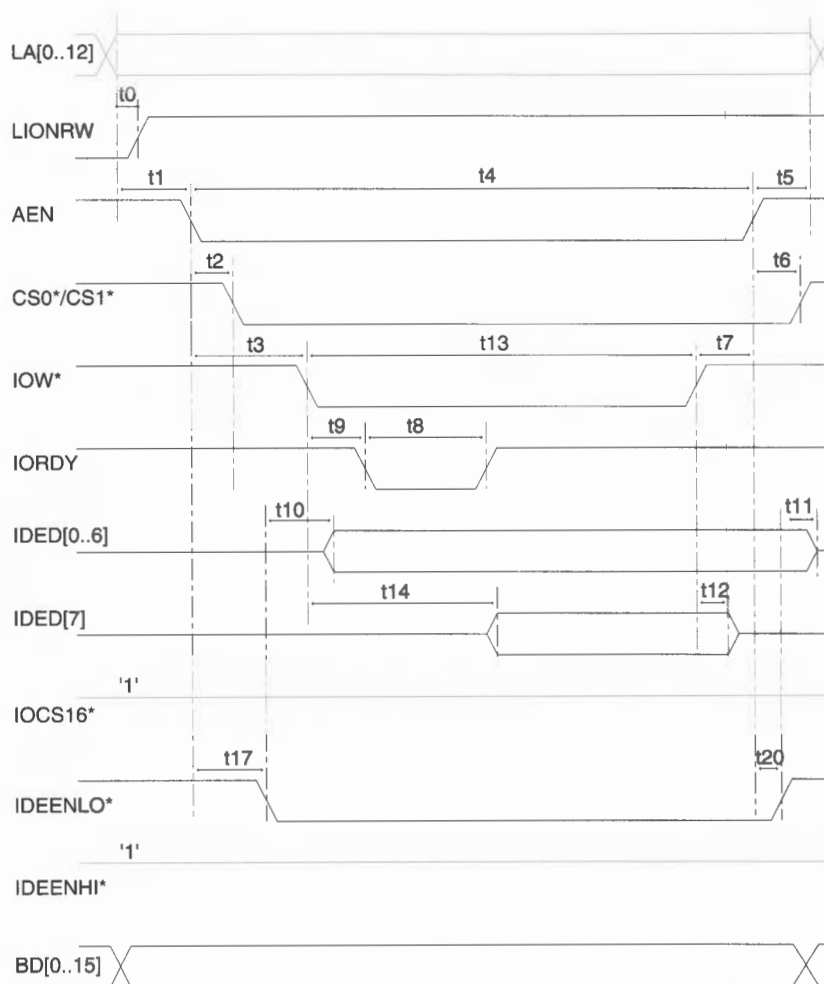 LA[0..12]
t0
LIONRW
t1 t4 t5
AEN
t2 t6
CS0*/CS1*
t3 t13 t7
IOW*
t9 t8
IORDY
t10 t11
IDED[0..6]
t14 t12
IDED[7]
'1'
IOCS16*
t17 t20
IDEENLO*
'1'
IDEENHI*
BD[0..15]